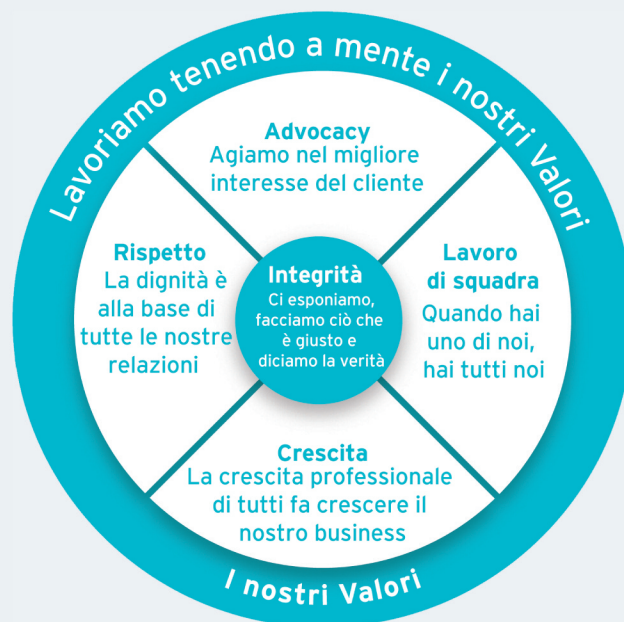 Lavoriamo tenendo a mente i nostri Valori
Advocacy
Agiamo nel migliore
interesse del cliente
Rispetto
La dignità è
alla base di
tutte le nostre
relazioni
Integrità
Ci esponiamo,
facciamo ciò che
è giusto e
diciamo la verità
Lavoro
di squadra
Quando hai
uno di noi,
hai tutti noi
Crescita
La crescita professionale
di tutti fa crescere il
nostro business
I nostri Valori